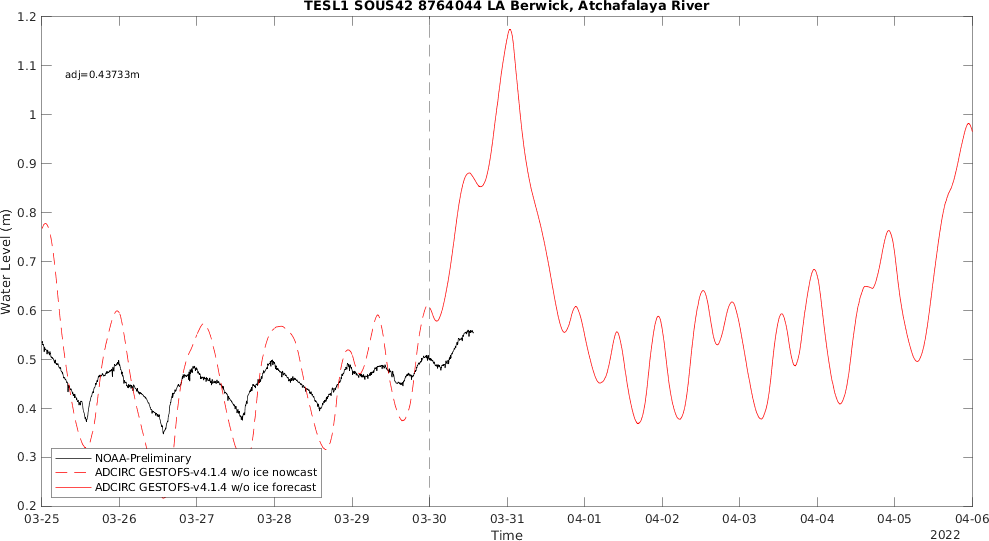 TESL1 SOUS42 8764044 LA Berwick, Atchafalaya River
1.2
1.1
1
0.9
0.8
0.7
0.6
0.5
0.4
0.3
0.2
Water Level (m)
adj=0.43733m
NOAA-Preliminary
ADCIRC GESTOFS-v4.1.4 w/o ice nowcast
ADCIRC GESTOFS-v4.1.4 w/o ice forecast
03-25 03-26 03-27 03-28 03-29 03-30 03-31 04-01 04-02 04-03 04-04 04-05 04-06
Time
2022